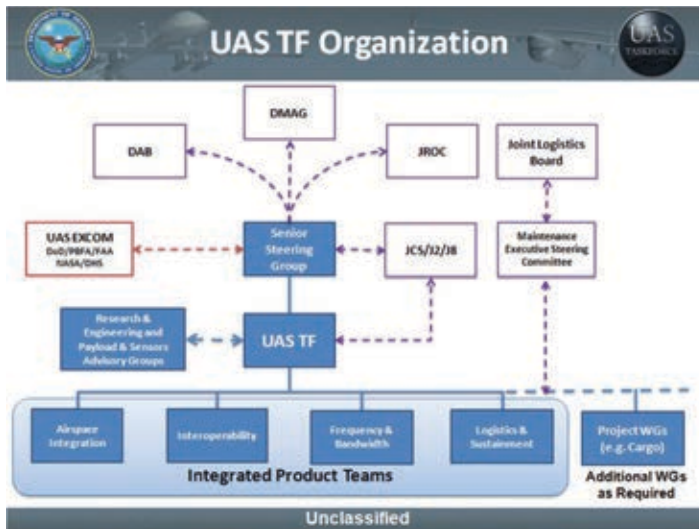 UAS TF Organization
UAS
TASKFORCE
DMAG
DAB
JROC
Joint Logistics
Board
UAS EXCOM
DoD/PBFA/FAA
NASA/DHS
Senior
Steering
Group
JCS/J2/J8
Maintenance
Executive Steering
Committee
Research &
Engineering and
Payload & Sensors
Advisory Groups
UAS TF
Airspace
Integration
Interoperability
Frequency &
Bandwidth
Logistics &
Sustainment
Project WGs
(e.g. Cargo)
Integrated Product Teams
Additional WGs
as Required
Unclassified